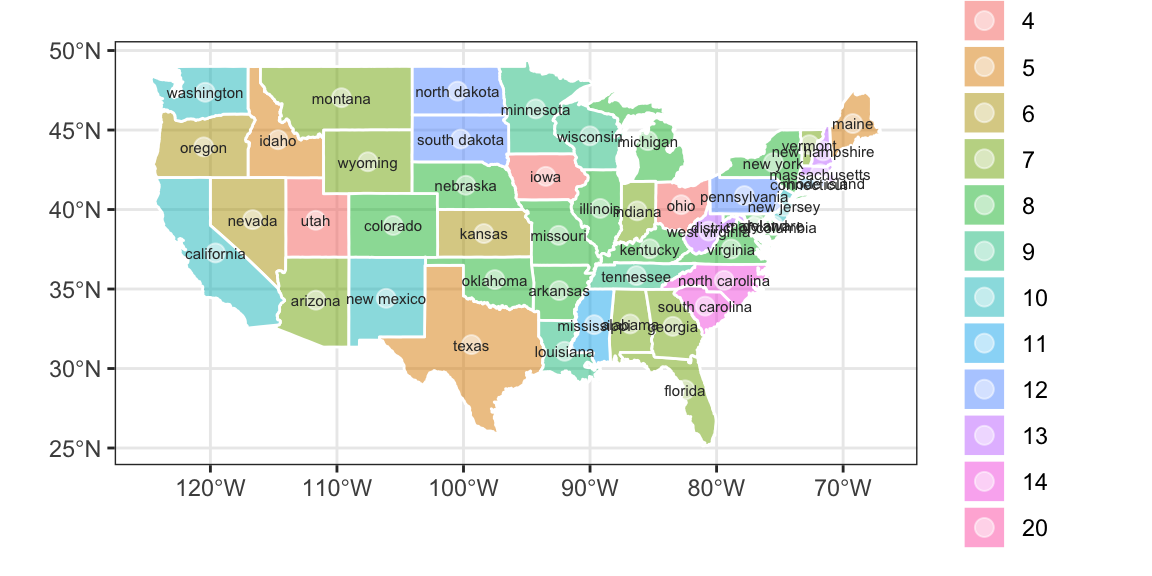 50°N
45°N
40°N
35°N
30°N
25°N
120°W
110°W
100°W
90°W
80°W
70°W
washington
montana
north dakota
minnesota
maine
oregon
idaho
wyoming
south dakota
wisconsin
michigan
vermont
new hampshire
new york
massachusetts
connecticut
rhode island
iowa
nebraska
pennsylvania
new jersey
nevada
utah
colorado
kansas
missouri
illinois
indiana
ohio
west virginia
maryland
delaware
district of columbia
virginia
kentucky
california
arizona
new mexico
oklahoma
arkansas
tennessee
north carolina
south carolina
mississippi
alabama
georgia
texas
louisiana
florida
4
5
6
7
8
9
10
11
12
13
14
20